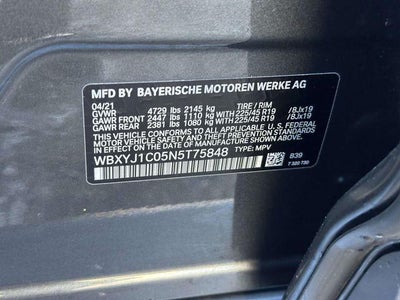 MFD BY BAYERISCHE MOTOREN WERKE AG
04/21 TIRE / RIM
GVWR 4729 lbs 2145 kg
GAWR FRONT 2447 lbs 1110 kg 225/45 R19 /8Jx19
GAWR REAR 2381 lbs 1080 kg 225/45 R19 /8Jx19
THIS VEHICLE CONFORMS TO ALL APPLICABLE
U.S. FEDERAL MOTOR VEHICLE SAFETY, BUMPER,
AND THEFT PREVENTION STANDARDS IN EFFECT ON
THE DATE OF MANUFACTURE SHOWN ABOVE.
WBXYJ1C05N5T75848 TYPE: MPV
839